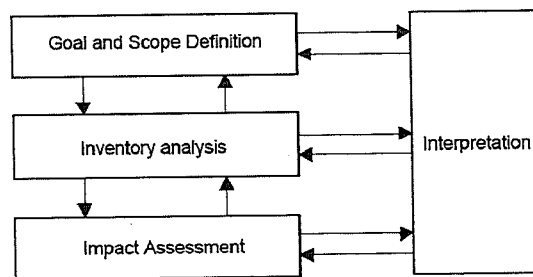 Goal and Scope Definition
Inventory analysis
Interpretation
Impact Assessment